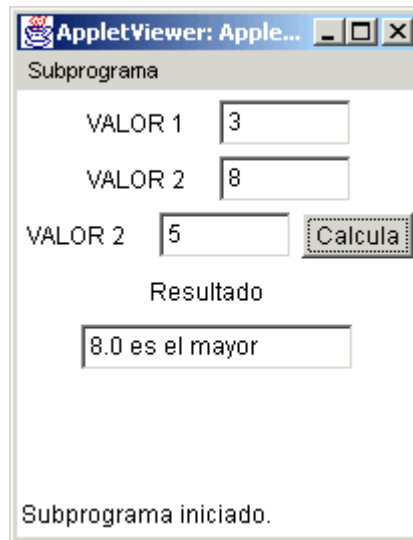 AppletViewer: Apple...
Subprograma
VALOR 1 3
VALOR 2 8
VALOR 2 5 Calcula
Resultado
8.0 es el mayor
Subprograma iniciado.